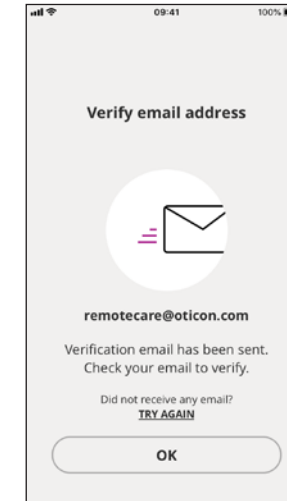 09:41 100%
Verify email address
remotecare@oticon.com
Verification email has been sent.
Check your email to verify.
Did not receive any email?
TRY AGAIN
OK